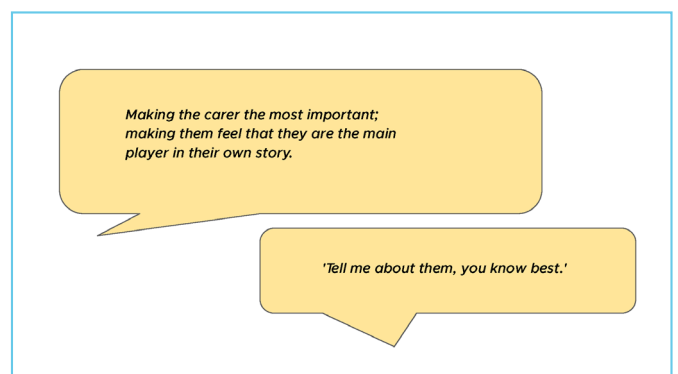 Making the carer the most important;
making them feel that they are the main
player in their own story.
'Tell me about them, you know best.'